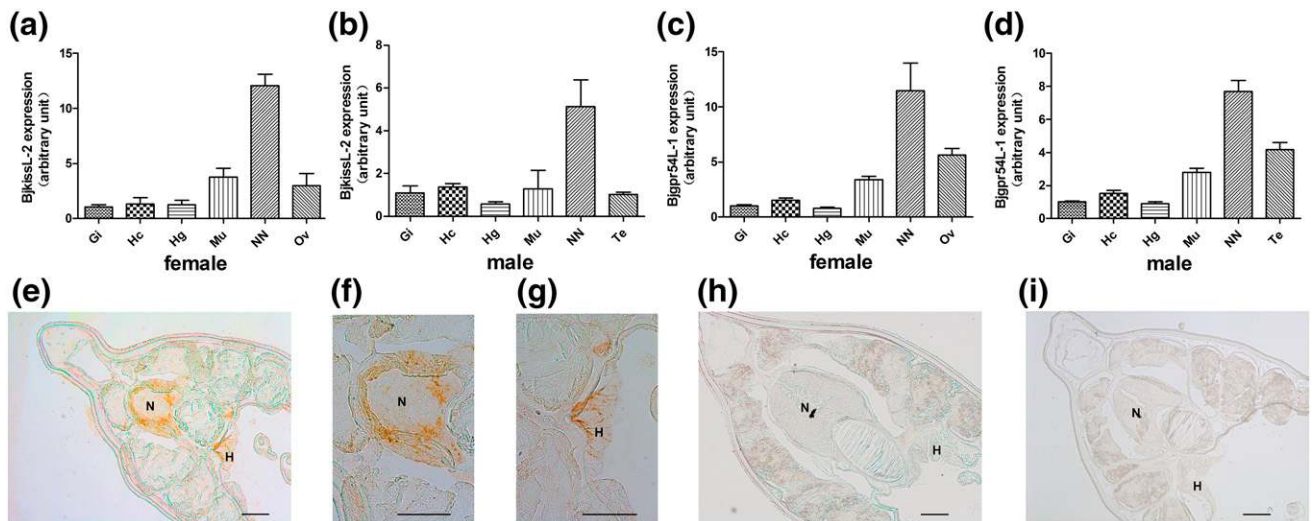 (a)
BjkissL-2 expression
(arbitrary unit)
15
10
5
0
Gi
Hc
Hg
Mu
NN
Ov
female
(b)
BjkissL-2 expression
(arbitrary unit)
8
6
4
2
0
Gi
Hc
Hg
Mu
NN
Te
male
(c)
Bjgpr54L-1 expression
(arbitrary unit)
15
10
5
0
Gi
Hc
Hg
Mu
NN
Ov
female
(d)
Bjgpr54L-1 expression
(arbitrary unit)
10
8
6
4
2
0
Gi
Hc
Hg
Mu
NN
Te
male
(e)
N
H
(f)
N
(g)
H
(h)
N
H
(i)
N
H